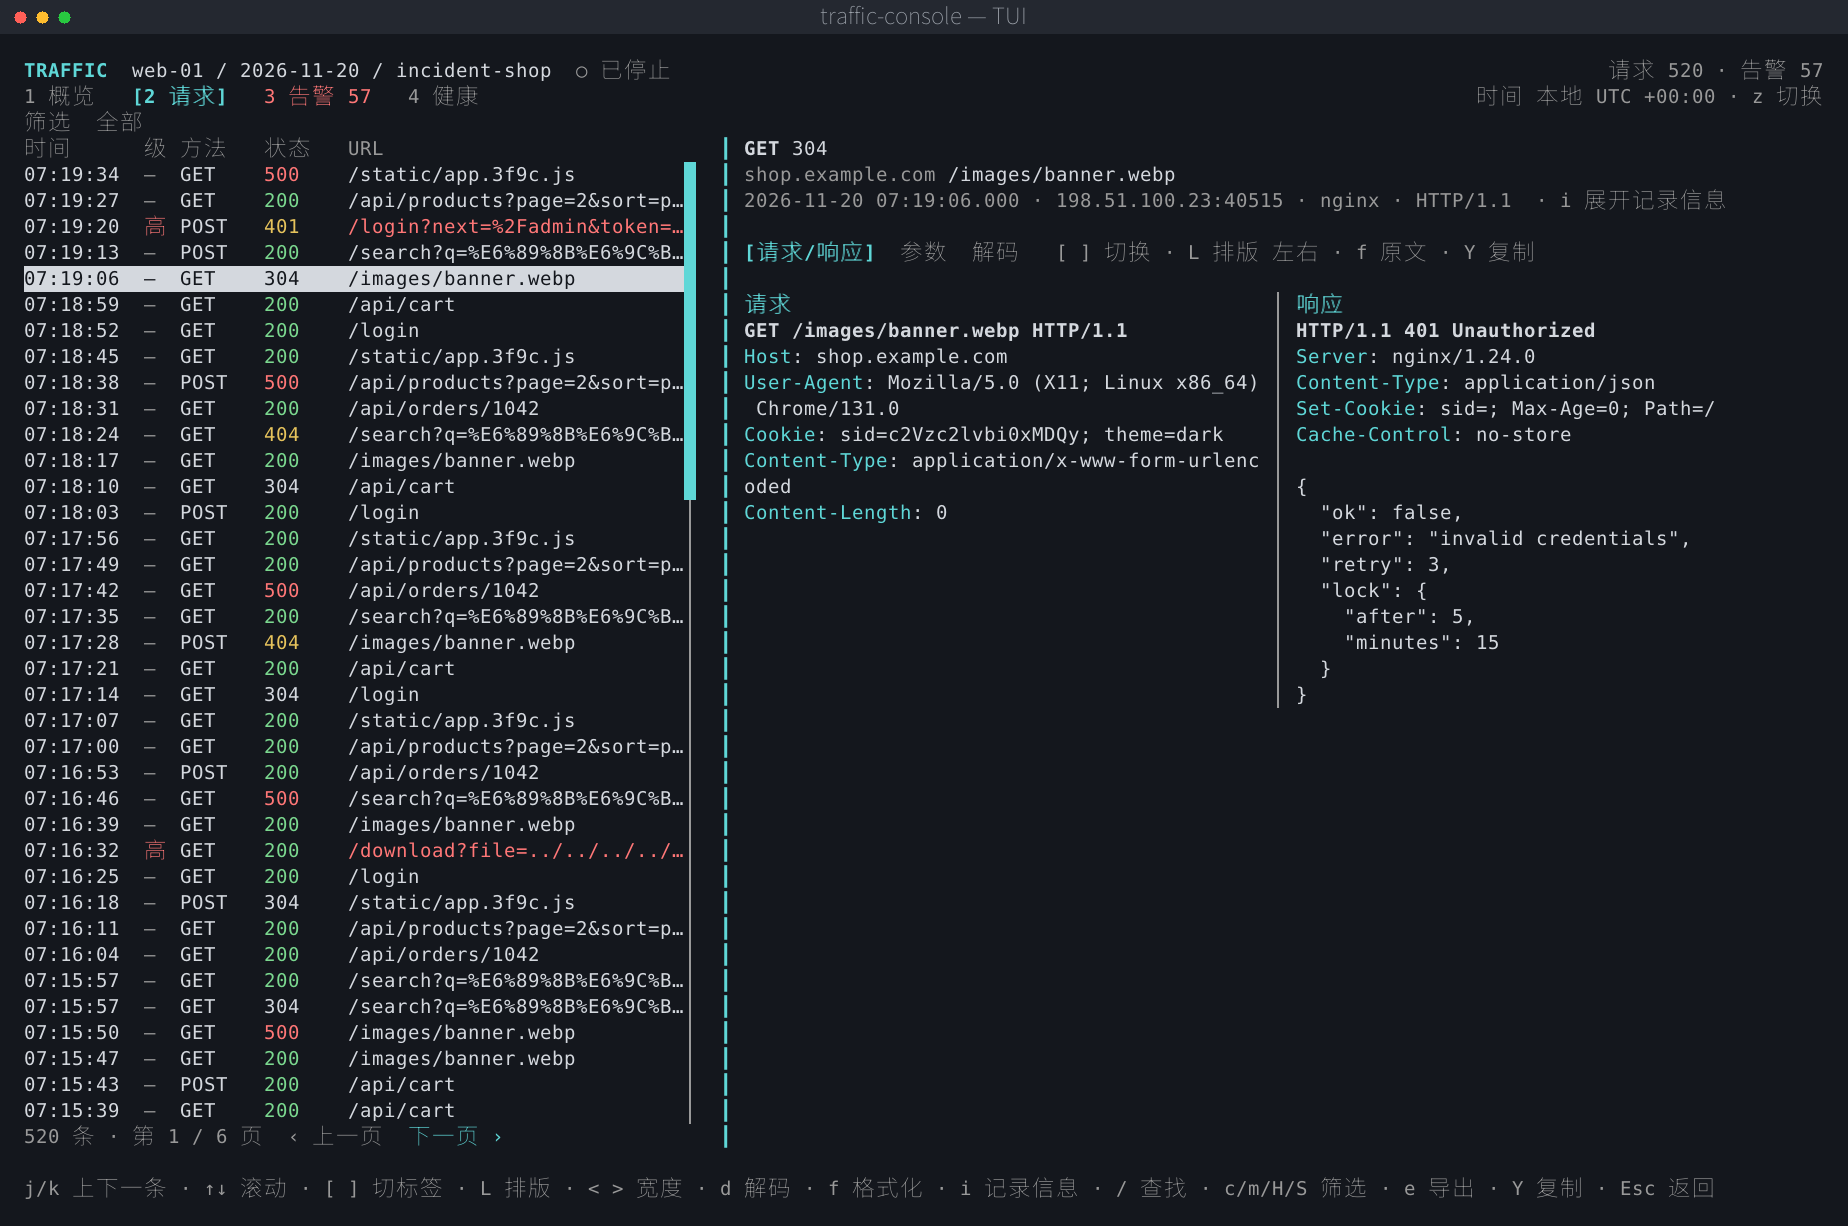 traffic-console — TUI
TRAFFIC web-01 / 2026-11-20 / incident-shop ○ 已停止 请求 520 · 告警 57
1 概览 [2 请求] 3 告警 57 4 健康 时间 本地 UTC +00:00 · z 切换
筛选 全部
时间 级 方法 状态 URL
07:19:34 — GET 500 /static/app.3f9c.js
07:19:27 — GET 200 /api/products?page=2&sort=p…
07:19:20 高 POST 401 /login?next=%2Fadmin&token=…
07:19:13 — POST 200 /search?q=%E6%89%8B%E6%9C%B…
07:19:06 — GET 304 /images/banner.webp
07:18:59 — GET 200 /api/cart
07:18:52 — GET 200 /login
07:18:45 — GET 200 /static/app.3f9c.js
07:18:38 — POST 500 /api/products?page=2&sort=p…
07:18:31 — GET 200 /api/orders/1042
07:18:24 — GET 404 /search?q=%E6%89%8B%E6%9C%B…
07:18:17 — GET 200 /images/banner.webp
07:18:10 — GET 304 /api/cart
07:18:03 — POST 200 /login
07:17:56 — GET 200 /static/app.3f9c.js
07:17:49 — GET 200 /api/products?page=2&sort=p…
07:17:42 — GET 500 /api/orders/1042
07:17:35 — GET 200 /search?q=%E6%89%8B%E6%9C%B…
07:17:28 — POST 404 /images/banner.webp
07:17:21 — GET 200 /api/cart
07:17:14 — GET 304 /login
07:17:07 — GET 200 /static/app.3f9c.js
07:17:00 — GET 200 /api/products?page=2&sort=p…
07:16:53 — POST 200 /api/orders/1042
07:16:46 — GET 500 /search?q=%E6%89%8B%E6%9C%B…
07:16:39 — GET 200 /images/banner.webp
07:16:32 高 GET 200 /download?file=../../../../…
07:16:25 — GET 200 /login
07:16:18 — POST 304 /static/app.3f9c.js
07:16:11 — GET 200 /api/products?page=2&sort=p…
07:16:04 — GET 200 /api/orders/1042
07:15:57 — GET 200 /search?q=%E6%89%8B%E6%9C%B…
07:15:57 — GET 304 /search?q=%E6%89%8B%E6%9C%B…
07:15:50 — GET 500 /images/banner.webp
07:15:47 — GET 200 /images/banner.webp
07:15:43 — POST 200 /api/cart
07:15:39 — GET 200 /api/cart
520 条 · 第 1 / 6 页 ‹ 上一页 下一页 ›
GET 304
shop.example.com /images/banner.webp
2026-11-20 07:19:06.000 · 198.51.100.23:40515 · nginx · HTTP/1.1 · i 展开记录信息
[请求/响应] 参数 解码 [ ] 切换 · L 排版 左右 · f 原文 · Y 复制
请求
GET /images/banner.webp HTTP/1.1
Host: shop.example.com
User-Agent: Mozilla/5.0 (X11; Linux x86_64)
Chrome/131.0
Cookie: sid=c2Vzc2lvbi0xMDQy; theme=dark
Content-Type: application/x-www-form-urlenc
oded
Content-Length: 0
响应
HTTP/1.1 401 Unauthorized
Server: nginx/1.24.0
Content-Type: application/json
Set-Cookie: sid=; Max-Age=0; Path=/
Cache-Control: no-store
{
"ok": false,
"error": "invalid credentials",
"retry": 3,
"lock": {
"after": 5,
"minutes": 15
}
}
j/k 上下一条 · ↑↓ 滚动 · [ ] 切标签 · L 排版 · < > 宽度 · d 解码 · f 格式化 · i 记录信息 · / 查找 · c/m/H/S 筛选 · e 导出 · Y 复制 · Esc 返回